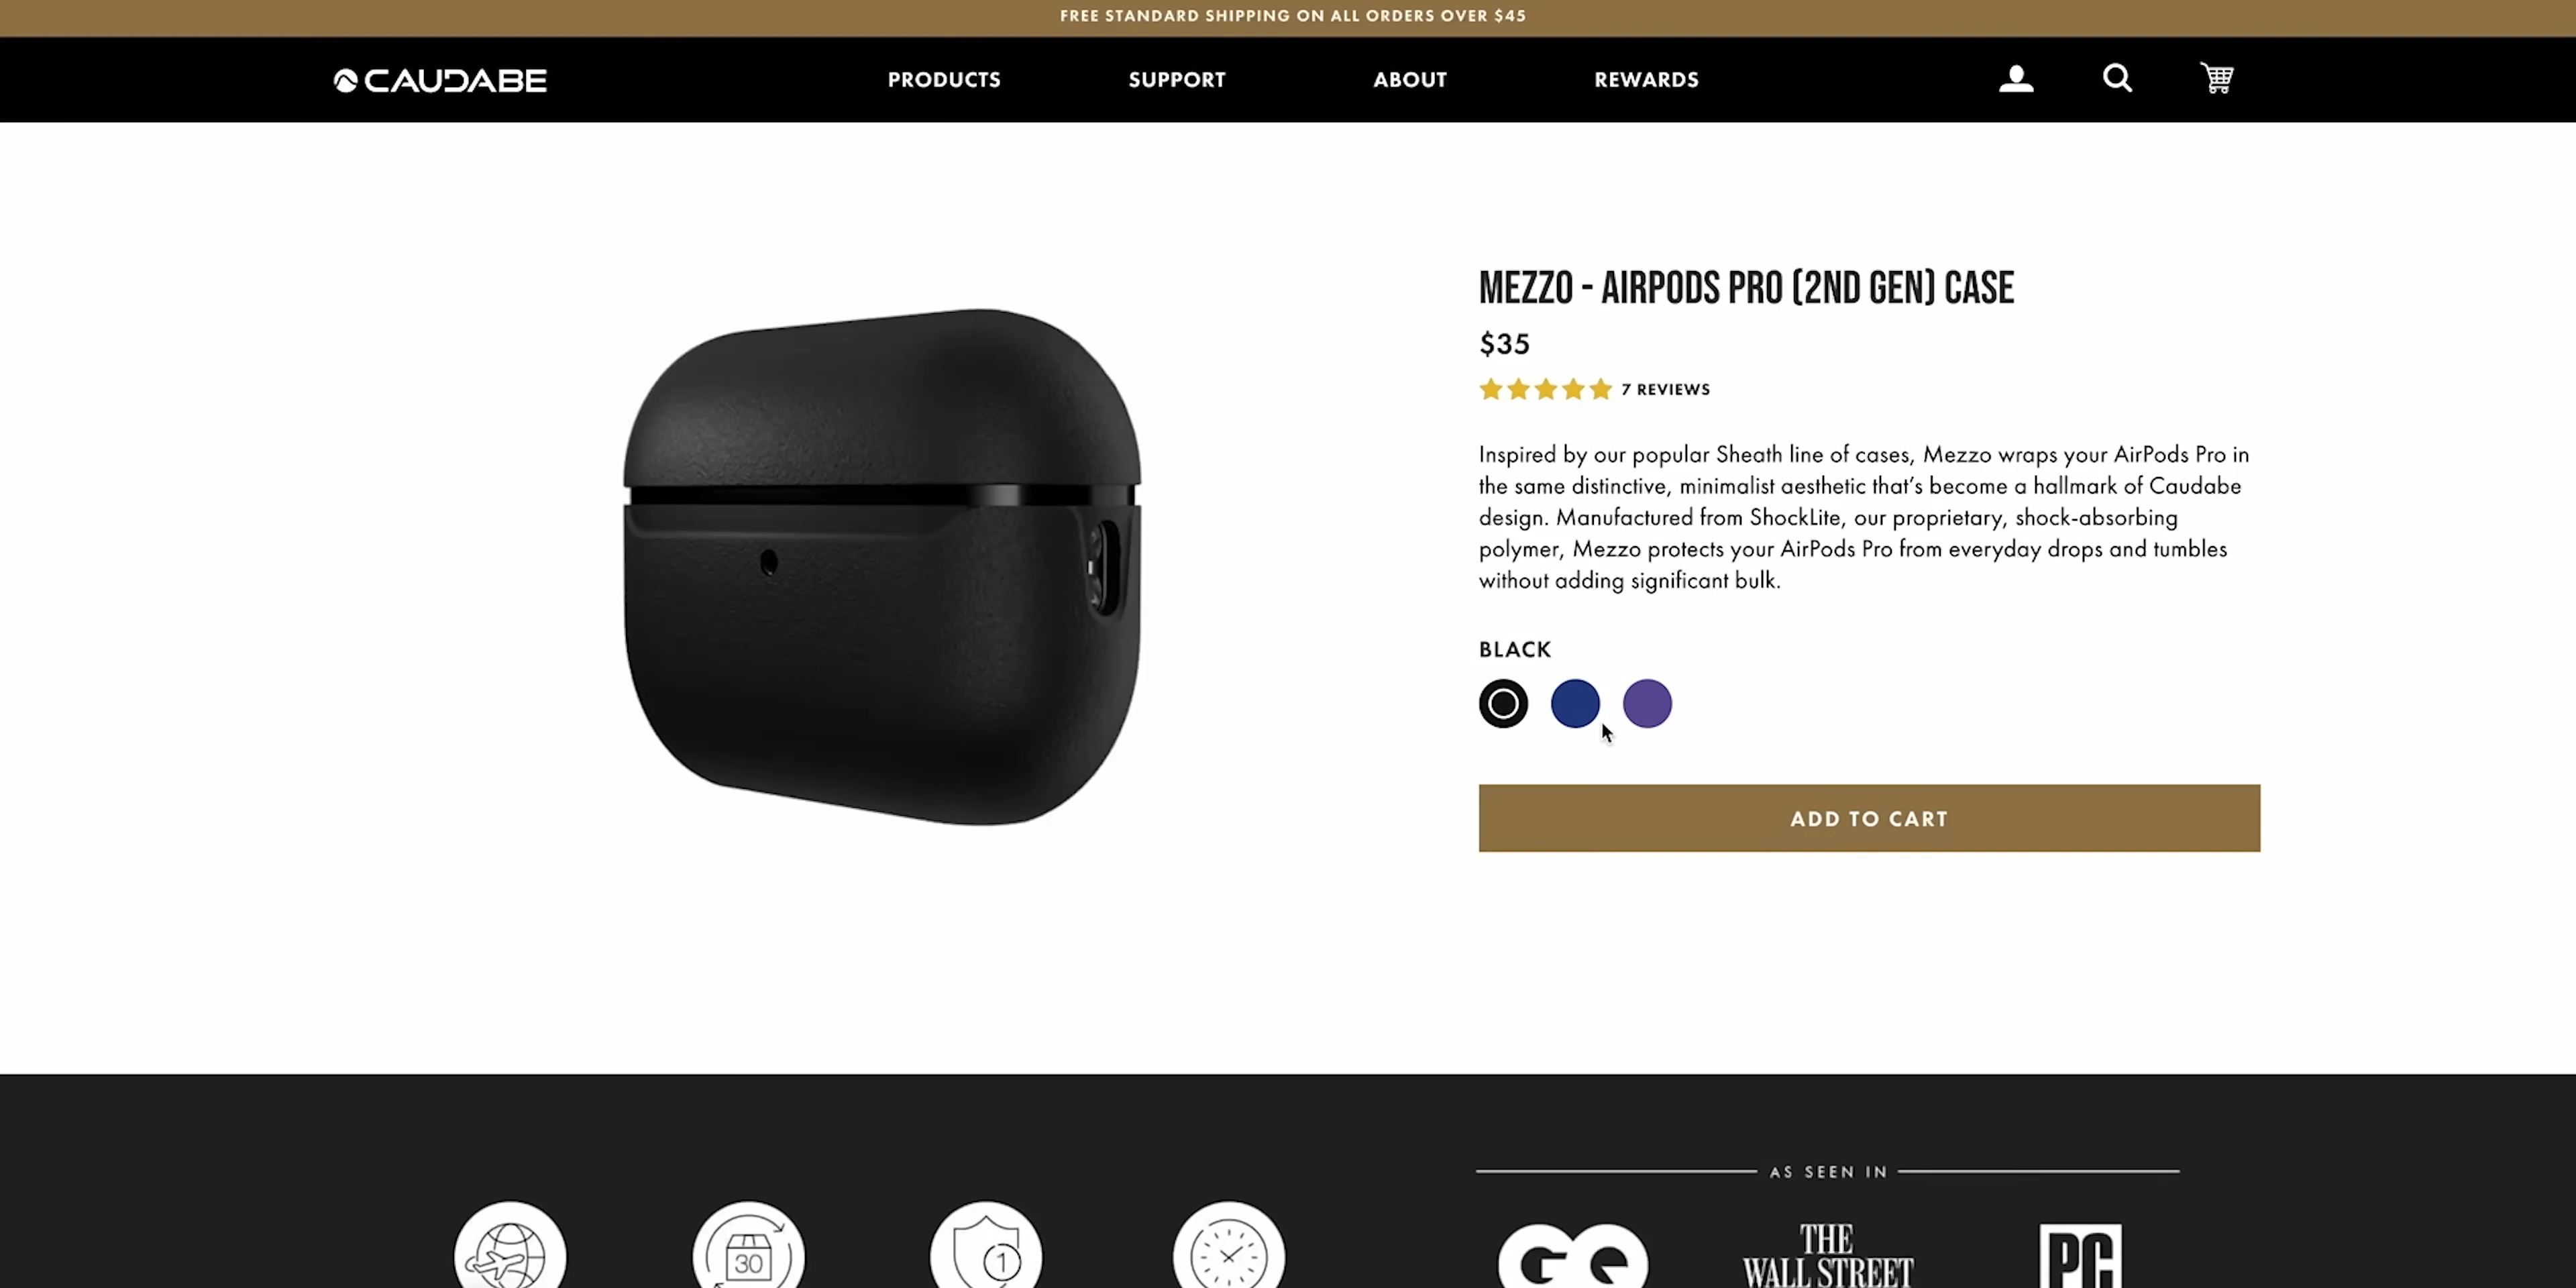 FREE STANDARD SHIPPING ON ALL ORDERS OVER $45
CAUDABE
PRODUCTS
SUPPORT
ABOUT
REWARDS
MEZZO - AIRPODS PRO (2ND GEN) CASE
$35
7 REVIEWS
Inspired by our popular Sheath line of cases, Mezzo wraps your AirPods Pro in
the same distinctive, minimalist aesthetic that's become a hallmark of Caudabe
design. Manufactured from ShockLite, our proprietary, shock-absorbing
polymer, Mezzo protects your AirPods Pro from everyday drops and tumbles
without adding significant bulk.
BLACK
ADD TO CART
AS SEEN IN
30
1
GQ
THE
WALL STREET
PC